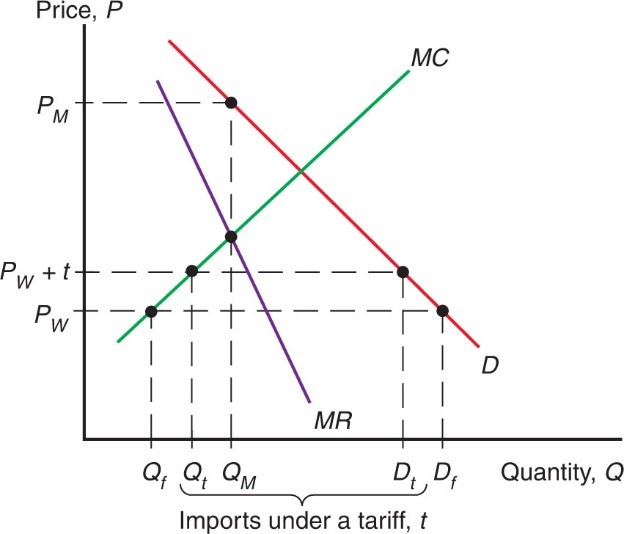 Price, P
MC
P_M
P_W + t
P_W
D
MR
Q_f Q_t Q_M D_t D_f Quantity, Q
Imports under a tariff, t